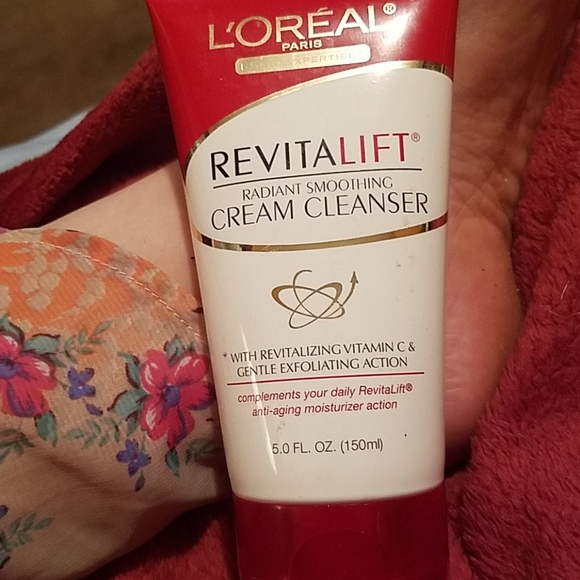 L'ORÉAL®
PARIS
REVITALIFT®
RADIANT SMOOTHING
CREAM CLEANSER
WITH REVITALIZING VITAMIN C &
GENTLE EXFOLIATING ACTION
complements your daily RevitaLift®
anti-aging moisturizer action
5.0 FL. OZ. (150ml)